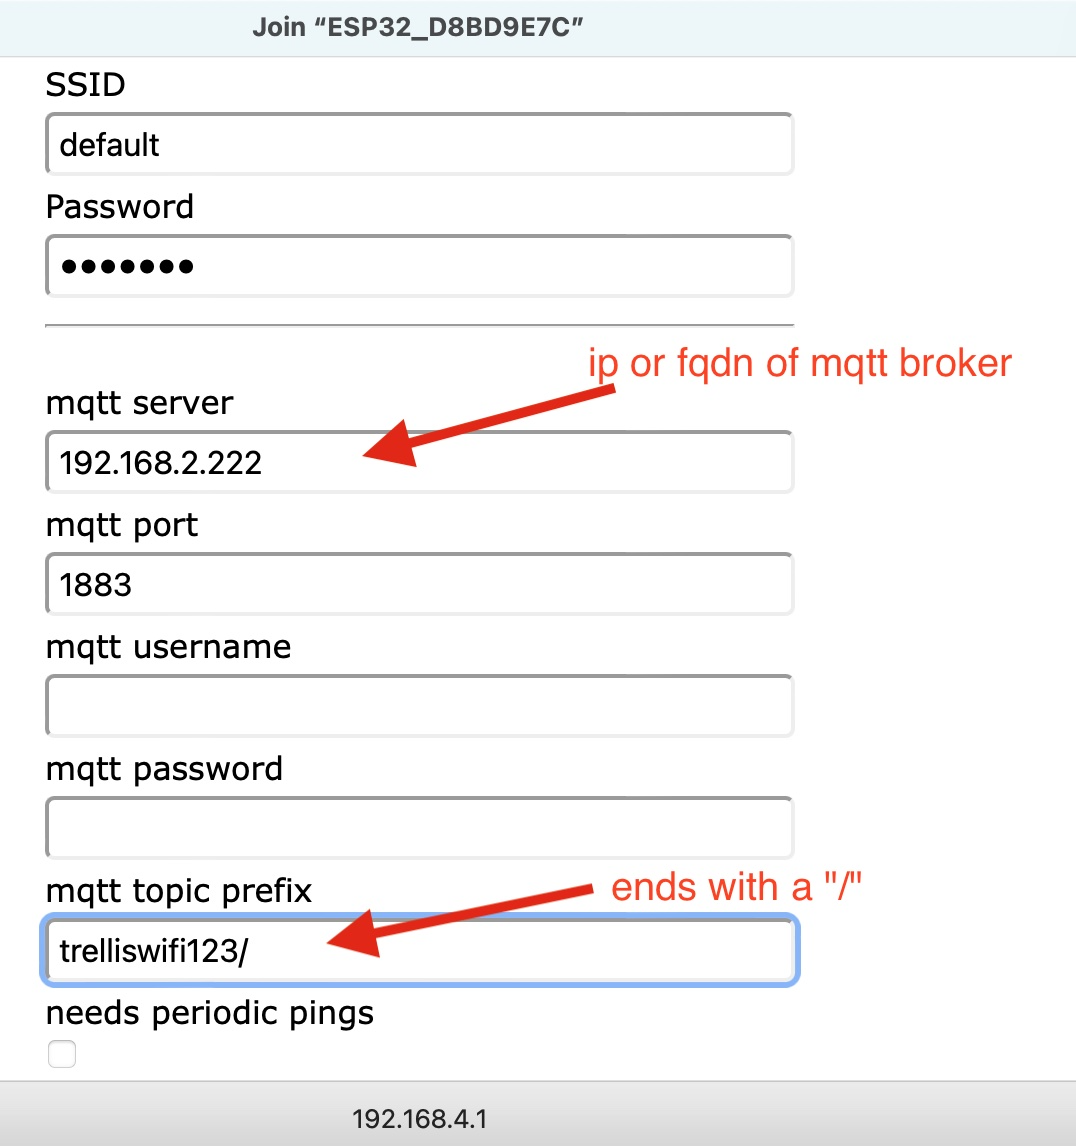 Join “ESP32_D8BD9E7C”
SSID
default
Password
•••••••
ip or fqdn of mqtt broker
mqtt server
192.168.2.222
mqtt port
1883
mqtt username
mqtt password
ends with a "/"
mqtt topic prefix
trelliswifi123/
needs periodic pings
192.168.4.1